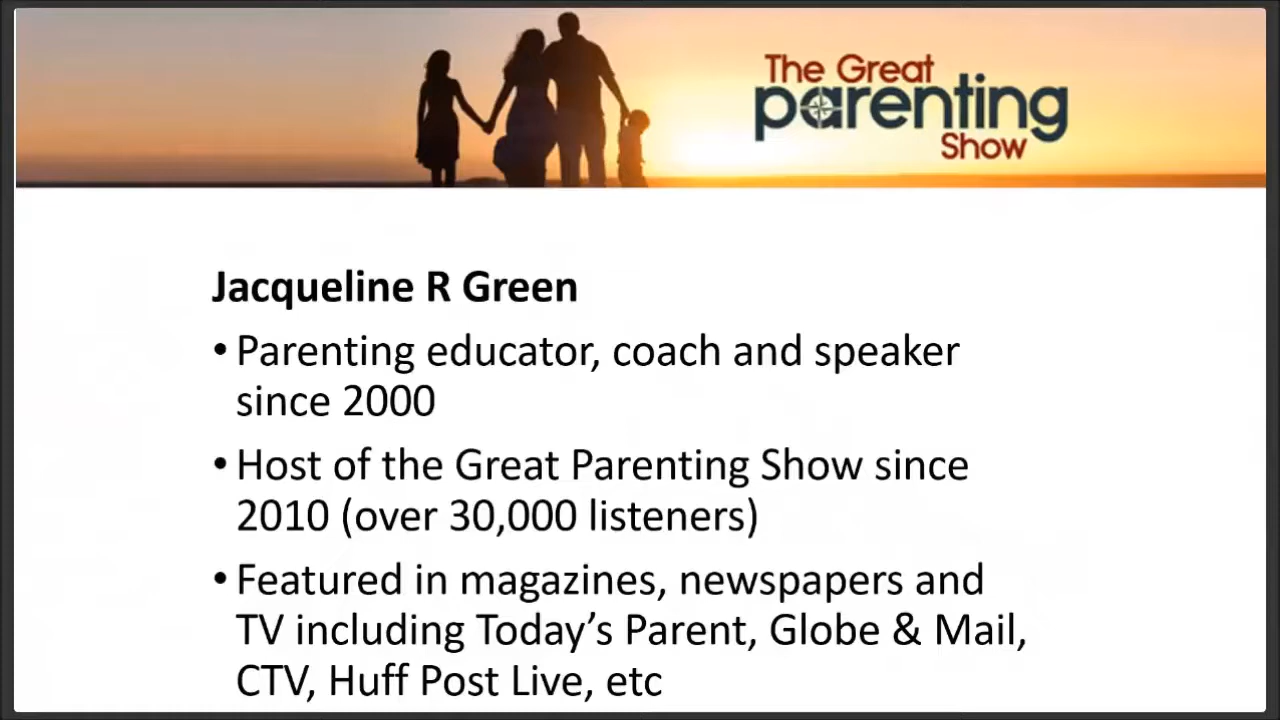 The Great
parenting
Show
Jacqueline R Green
• Parenting educator, coach and speaker
since 2000
• Host of the Great Parenting Show since
2010 (over 30,000 listeners)
• Featured in magazines, newspapers and
TV including Today’s Parent, Globe & Mail,
CTV, Huff Post Live, etc